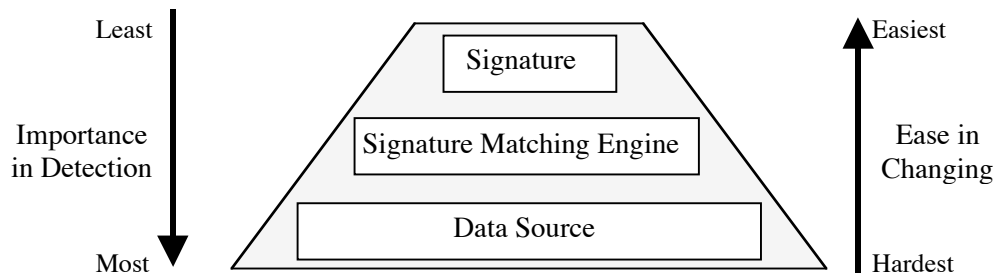 Least
Easiest
Signature
Importance
in Detection
Signature Matching Engine
Ease in
Changing
Data Source
Most
Hardest